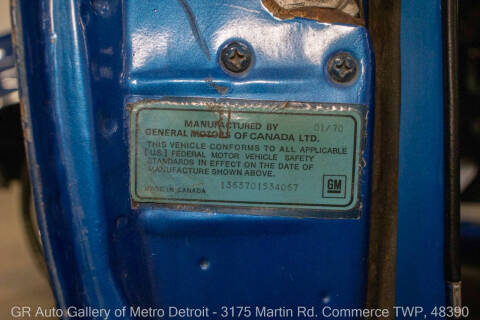 MANUFACTURED BY 01/70
GENERAL MOTORS OF CANADA LTD.
THIS VEHICLE CONFORMS TO ALL APPLICABLE
[US] FEDERAL MOTOR VEHICLE SAFETY
STANDARDS IN EFFECT ON THE DATE OF
MANUFACTURE SHOWN ABOVE.
MADE IN CANADA 1363701534067 GM
GR Auto Gallery of Metro Detroit - 3175 Martin Rd. Commerce TWP, 48390